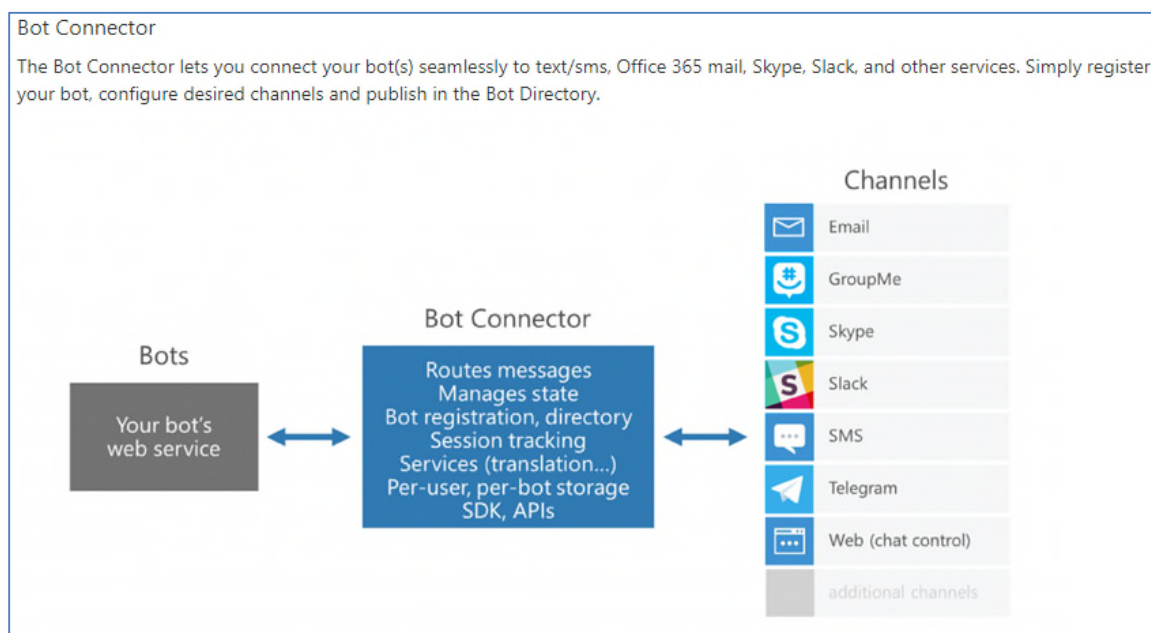 Bot Connector
The Bot Connector lets you connect your bot(s) seamlessly to text/sms, Office 365 mail, Skype, Slack, and other services. Simply register
your bot, configure desired channels and publish in the Bot Directory.
Channels
Email
GroupMe
Skype
Slack
SMS
Telegram
Web (chat control)
additional channels
Bot Connector
Routes messages
Manages state
Bot registration, directory
Session tracking
Services (translation...)
Per-user, per-bot storage
SDK, APIs
Bots
Your bot's
web service